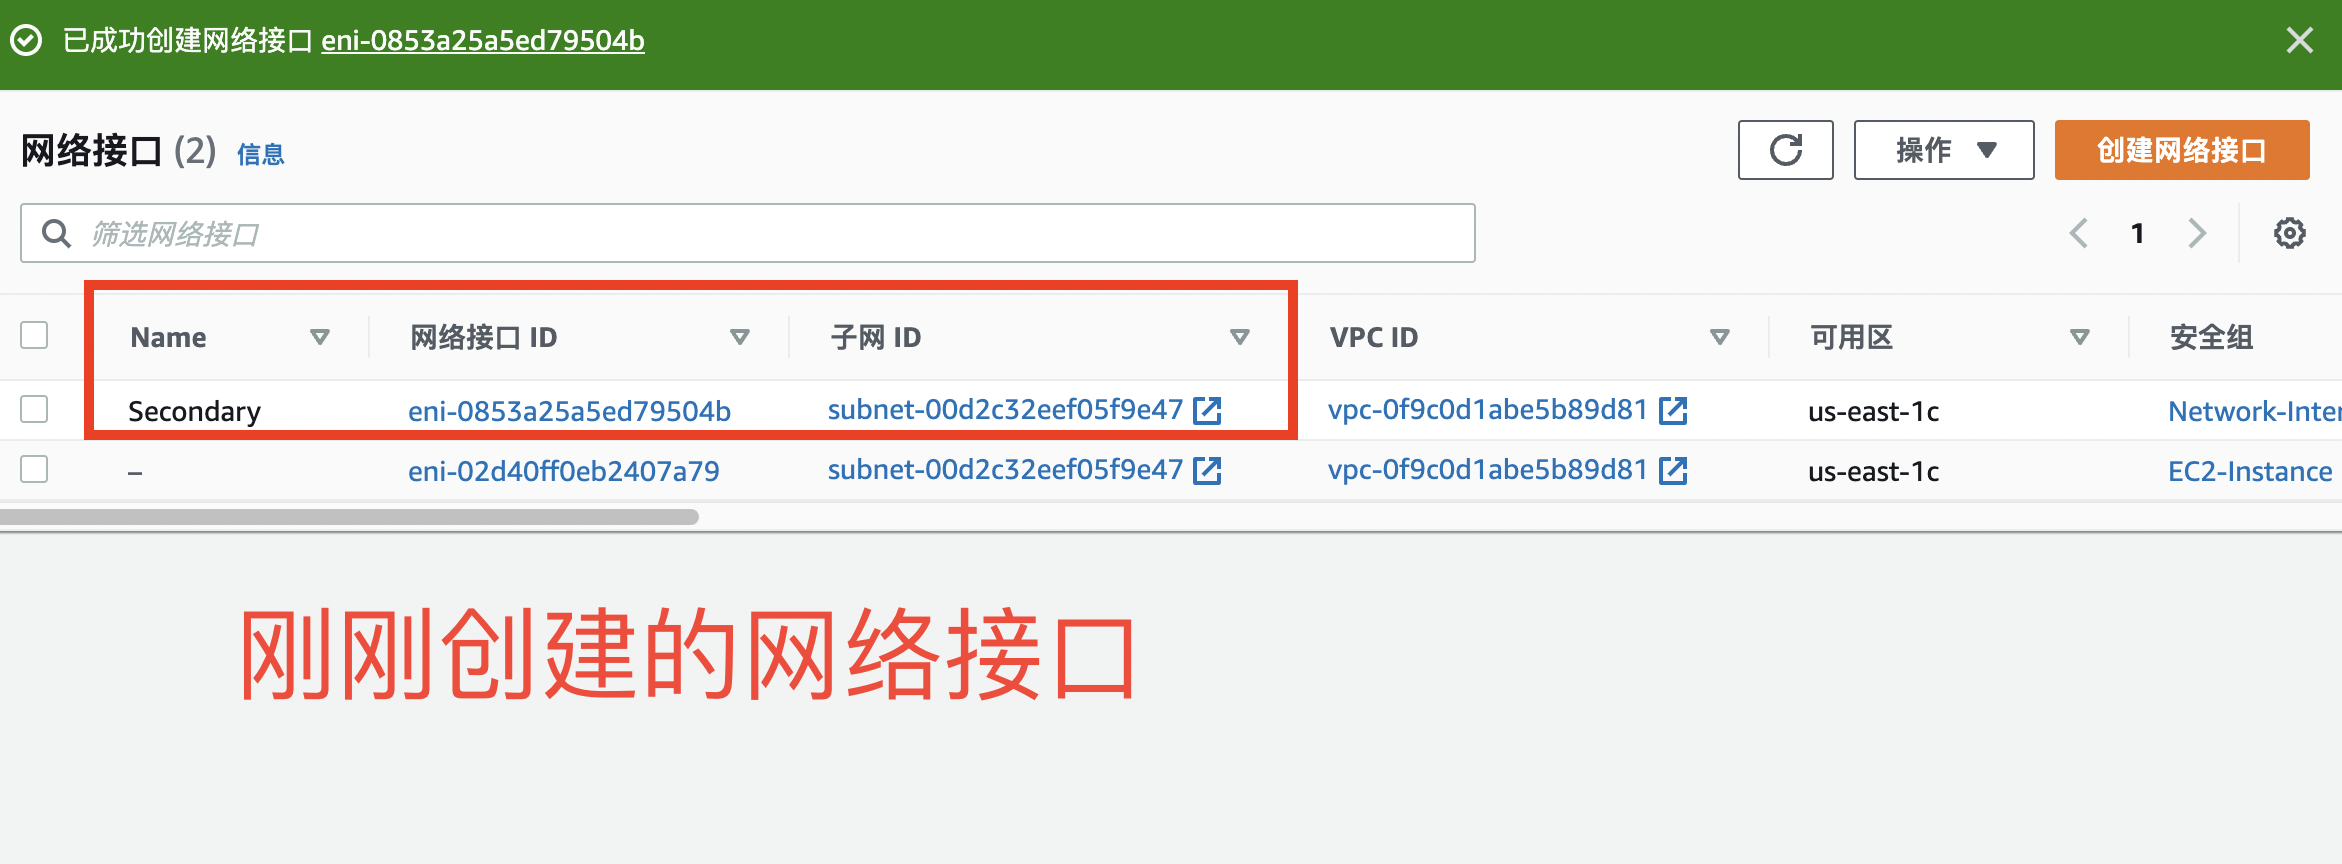 已成功创建网络接口 eni-0853a25a5ed79504b
网络接口 (2) 信息
操作
创建网络接口
筛选网络接口
1
Name 网络接口 ID 子网 ID VPC ID 可用区 安全组
Secondary eni-0853a25a5ed79504b subnet-00d2c32eef05f9e47 vpc-0f9c0d1abe5b89d81 us-east-1c Network-Inter
– eni-02d40ff0eb2407a79 subnet-00d2c32eef05f9e47 vpc-0f9c0d1abe5b89d81 us-east-1c EC2-Instance
刚刚创建的网络接口